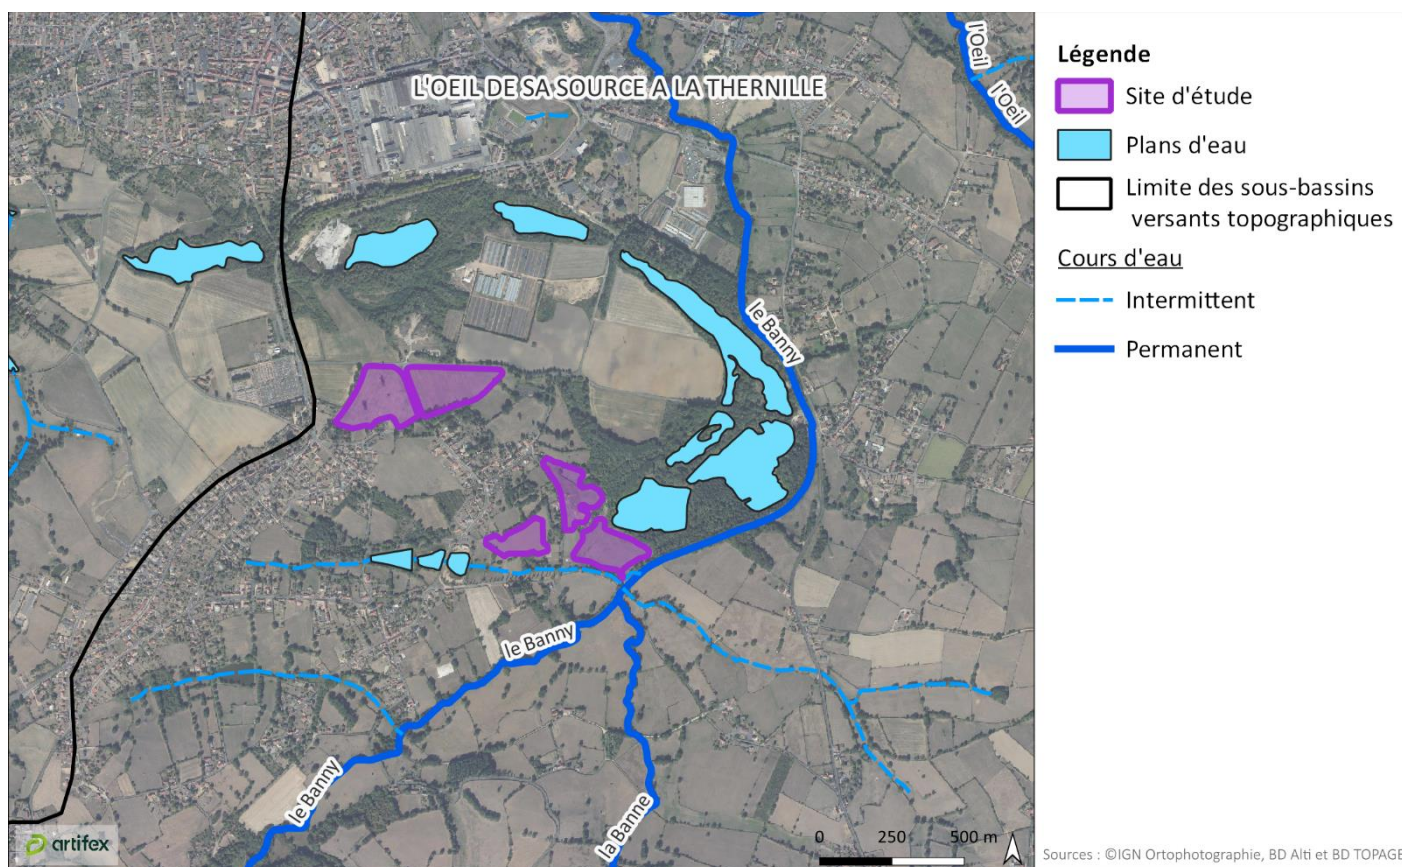 L'OEIL DE SA SOURCE A LA THERNILLE
l'Oeil
l'Oeil
le Banny
le Banny
le Banny
la Banne
0 250 500 m
artifex
Légende
Site d'étude
Plans d'eau
Limite des sous-bassins
versants topographiques
Cours d'eau
Intermittent
Permanent
Sources : ©IGN Ortophotographie, BD Alti et BD TOPAGE